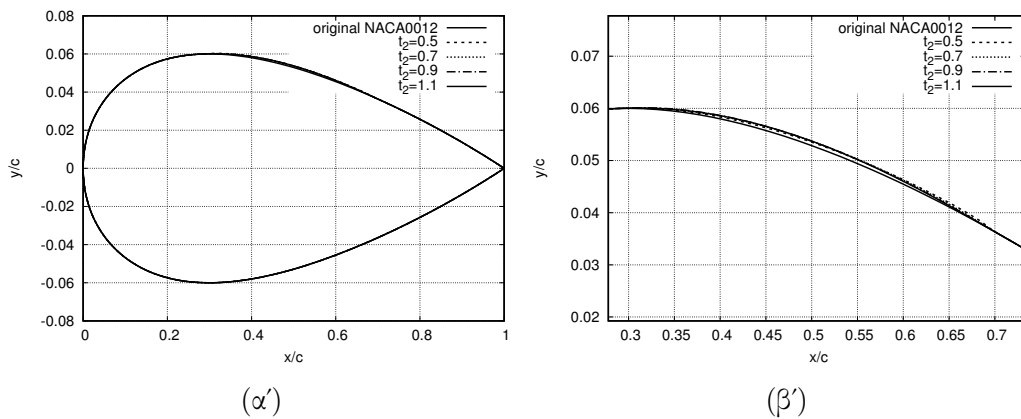 original NACA0012
t2=0.5
t2=0.7
t2=0.9
t2=1.1
0.08
0.06
0.04
0.02
0
-0.02
-0.04
-0.06
-0.08
y/c
0 0.2 0.4 0.6 0.8 1
x/c
(α′)
original NACA0012
t2=0.5
t2=0.7
t2=0.9
t2=1.1
0.07
0.06
0.05
0.04
0.03
0.02
y/c
0.3 0.35 0.4 0.45 0.5 0.55 0.6 0.65 0.7
x/c
(β′)